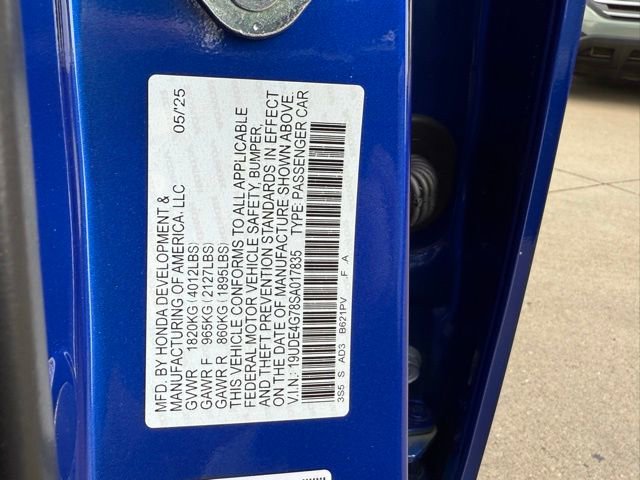 MFD. BY HONDA DEVELOPMENT &
MANUFACTURING OF AMERICA, LLC 05/'25
GVWR 1820KG(4012LBS)
GAWR F 965KG(2127LBS)
GAWR R 860KG(1895LBS)
THIS VEHICLE CONFORMS TO ALL APPLICABLE
FEDERAL MOTOR VEHICLE SAFETY, BUMPER,
AND THEFT PREVENTION STANDARDS IN EFFECT
ON THE DATE OF MANUFACTURE SHOWN ABOVE.
V.I.N.: 19UDE4G78SA017835 TYPE: PASSENGER CAR
3S5 S AD3 B621PV .F .A